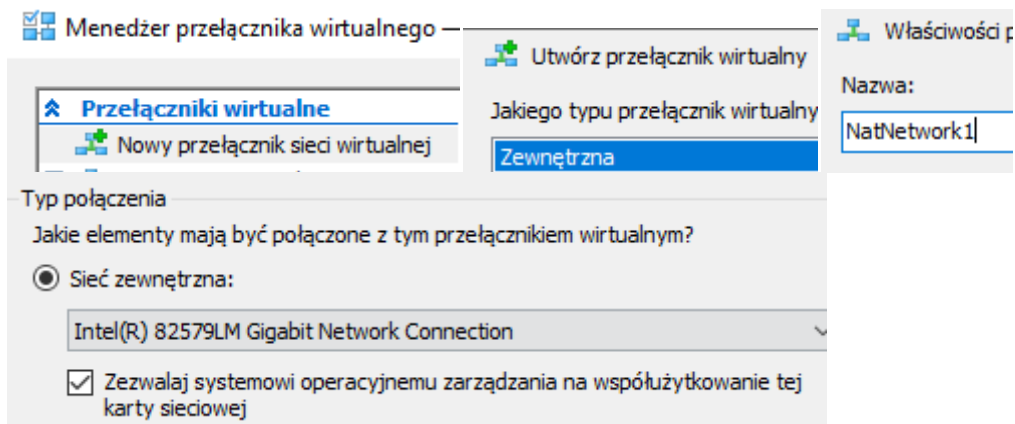 Menedżer przełącznika wirtualnego —
Przełączniki wirtualne
Nowy przełącznik sieci wirtualnej
Utwórz przełącznik wirtualny
Jakiego typu przełącznik wirtualny
Zewnętrzna
Właściwości p
Nazwa:
NatNetwork1
Typ połączenia
Jakie elementy mają być połączone z tym przełącznikiem wirtualnym?
Sieć zewnętrzna:
Intel(R) 82579LM Gigabit Network Connection
Zezwalaj systemowi operacyjnemu zarządzania na współużytkowanie tej
karty sieciowej